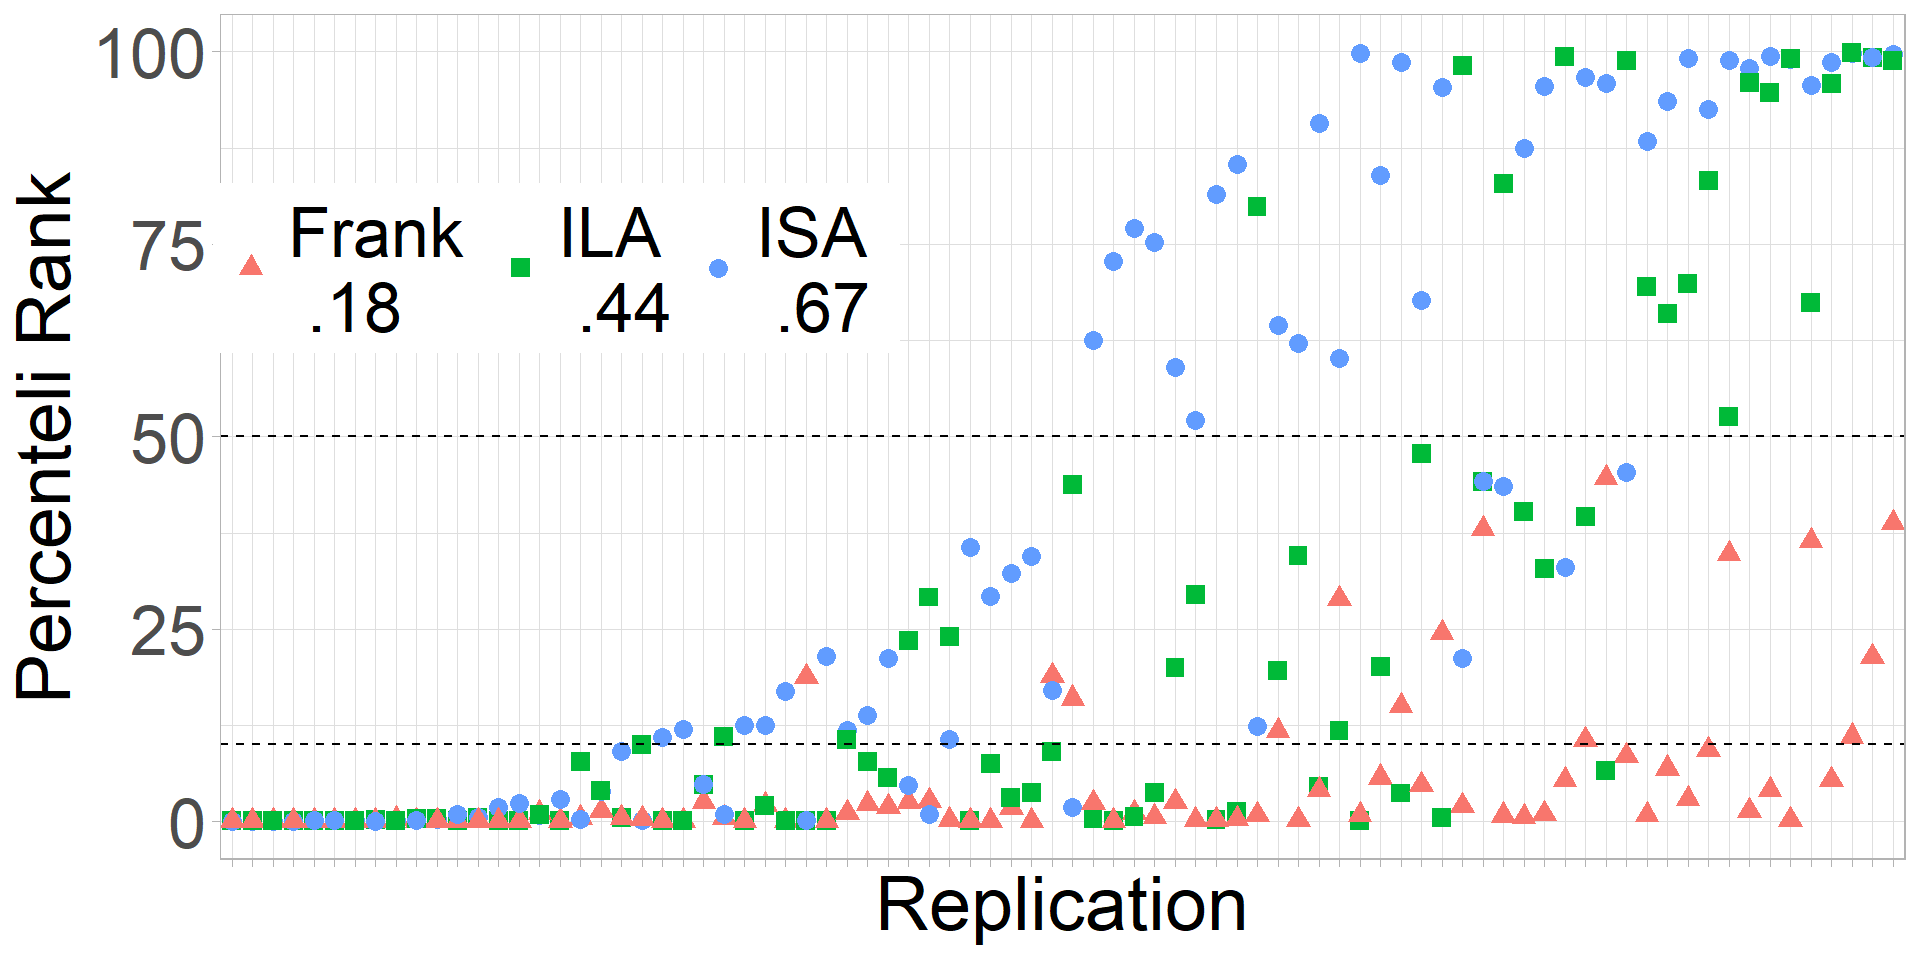 Percenteli Rank
100
75
50
25
0
Frank ILA ISA
.18 .44 .67
Replication